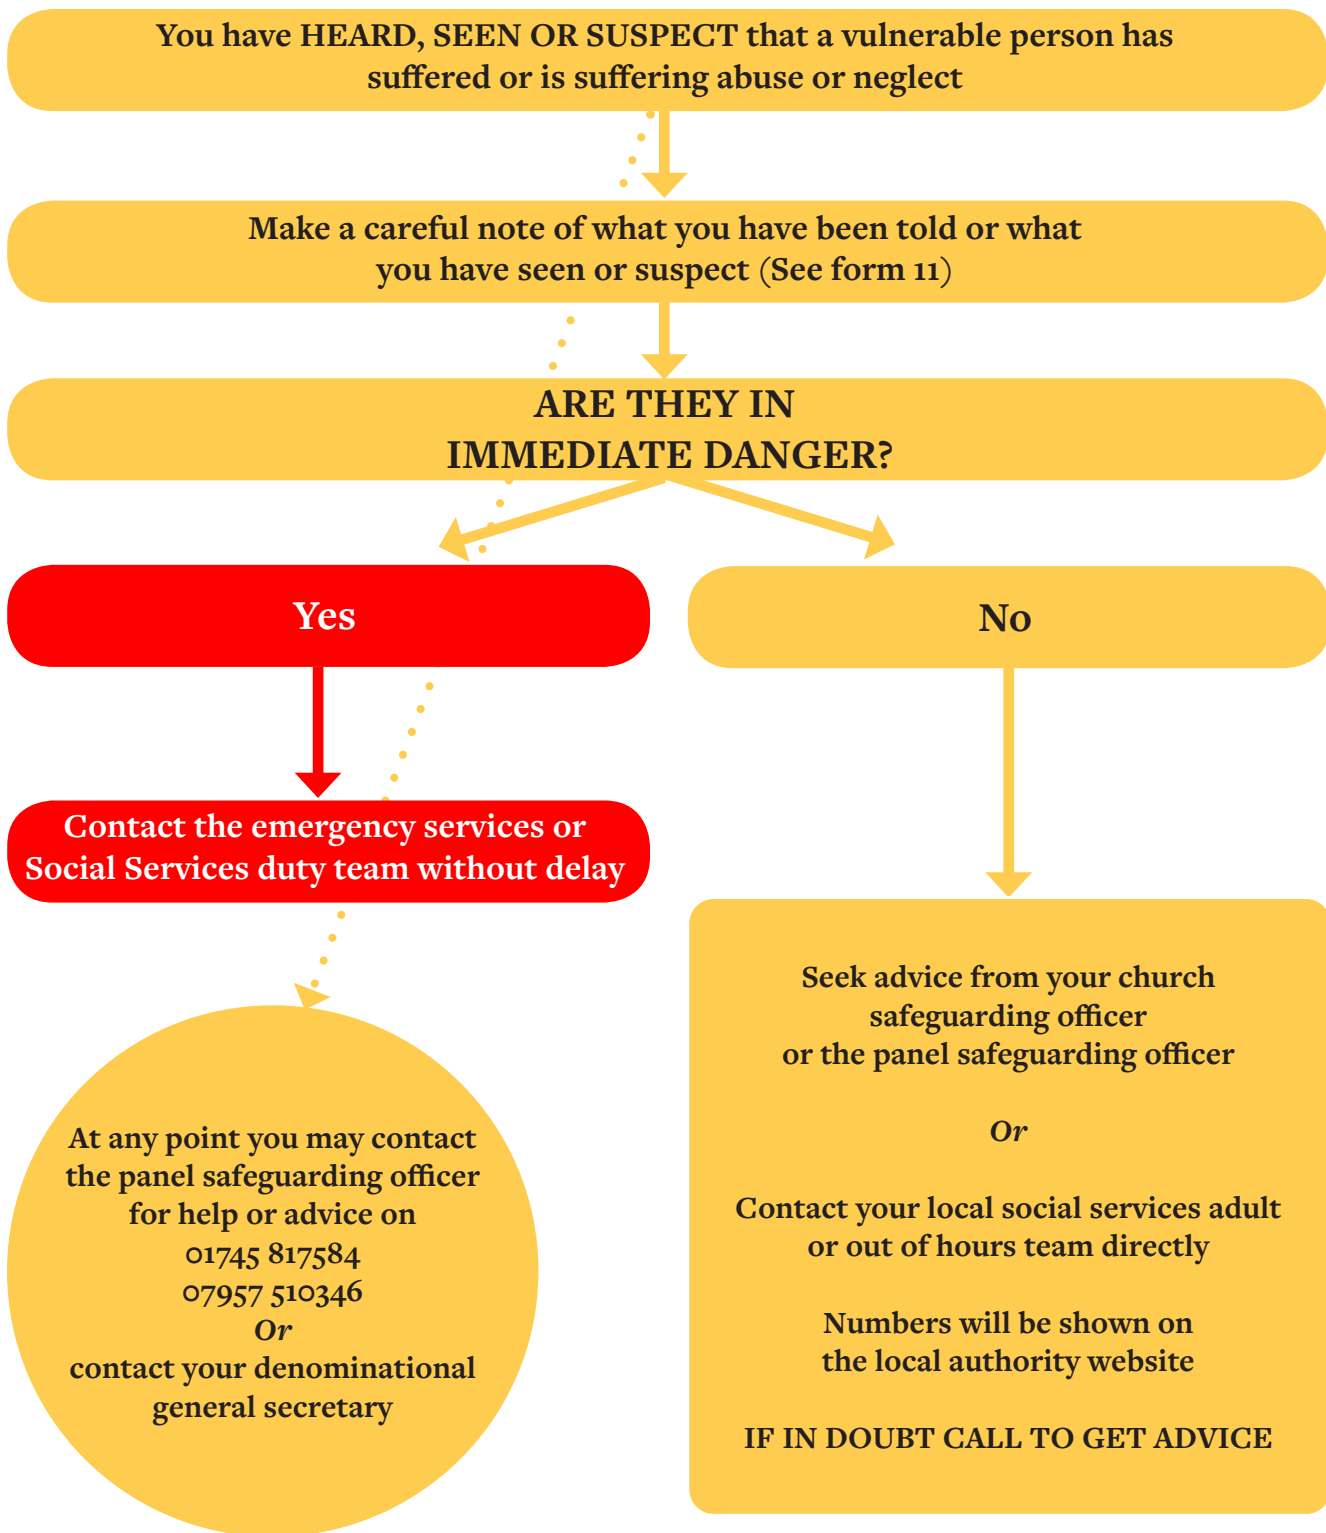 You have HEARD, SEEN OR SUSPECT that a vulnerable person has
suffered or is suffering abuse or neglect
Make a careful note of what you have been told or what
you have seen or suspect (See form 11)
ARE THEY IN
IMMEDIATE DANGER?
Yes
No
Contact the emergency services or
Social Services duty team without delay
At any point you may contact
the panel safeguarding officer
for help or advice on
01745 817584
07957 510346
Or
contact your denominational
general secretary
Seek advice from your church
safeguarding officer
or the panel safeguarding officer
Or
Contact your local social services adult
or out of hours team directly
Numbers will be shown on
the local authority website
IF IN DOUBT CALL TO GET ADVICE